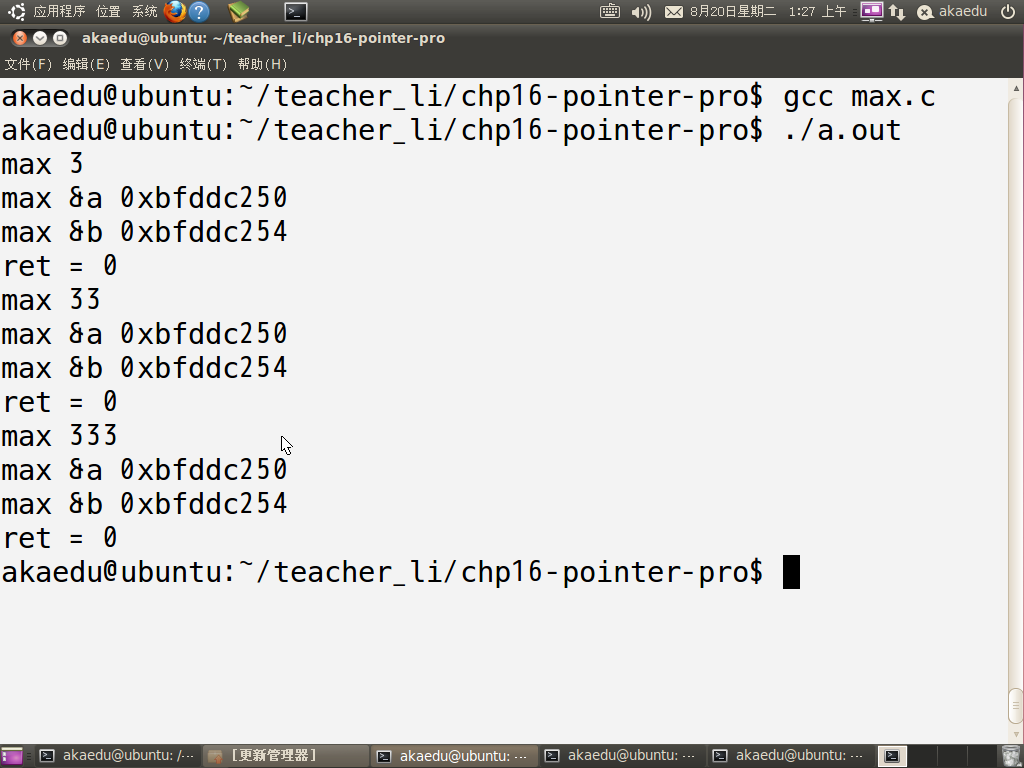 应用程序 位置 系统 8月20日星期二 1:27 上午 akaedu
akaedu@ubuntu: ~/teacher_li/chp16-pointer-pro
文件(F) 编辑(E) 查看(V) 终端(T) 帮助(H)
akaedu@ubuntu:~/teacher_li/chp16-pointer-pro$ gcc max.c
akaedu@ubuntu:~/teacher_li/chp16-pointer-pro$ ./a.out
max 3
max &a 0xbfddc250
max &b 0xbfddc254
ret = 0
max 33
max &a 0xbfddc250
max &b 0xbfddc254
ret = 0
max 333
max &a 0xbfddc250
max &b 0xbfddc254
ret = 0
akaedu@ubuntu:~/teacher_li/chp16-pointer-pro$
akaedu@ubuntu: /··· [更新管理器] akaedu@ubuntu: ··· akaedu@ubuntu: ··· akaedu@ubuntu: ···